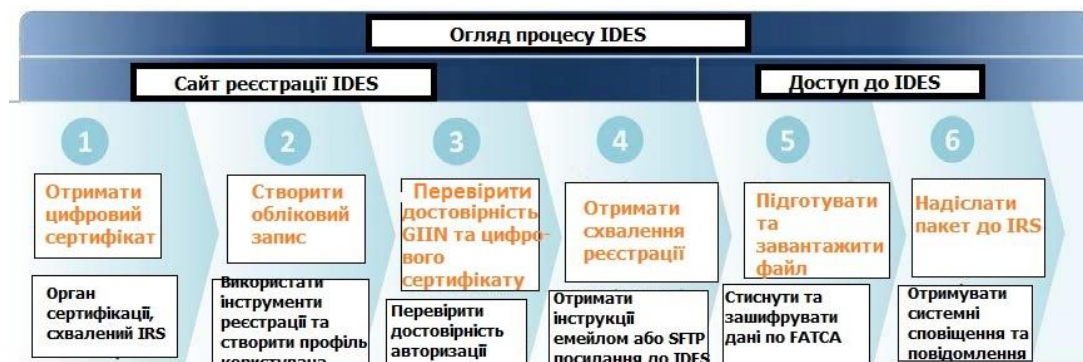 Огляд процесу IDES
Сайт реєстрації IDES
Доступ до IDES
1
2
3
4
5
6
Отримати
цифровий
сертифікат
Створити
обліковий
запис
Перевірити
достовірність
GIIN та цифро-
вого
сертифікату
Отримати
схвалення
реєстрації
Підготувати
та
завантажити
файл
Надіслати
пакет до IRS
Орган
сертифікації,
схвалений IRS
Використати
інструменти
реєстрації та
створити профіль
користувача
Перевірити
достовірність
авторизації
Отримати
інструкції
емейлом або SFTP
посилання до IDES
Стиснути та
зашифрувати
дані по FATCA
Отримувати
системні
сповіщення та
повідомлення